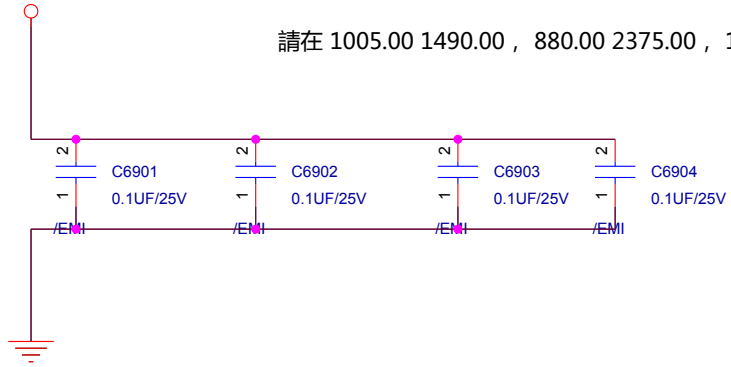 請在 1005.00 1490.00 , 880.00 2375.00 , 1
2 2 2 2
C6901 C6902 C6903 C6904
1 1 1 1
0.1UF/25V 0.1UF/25V 0.1UF/25V 0.1UF/25V
/EMI /EMI /EMI /EMI